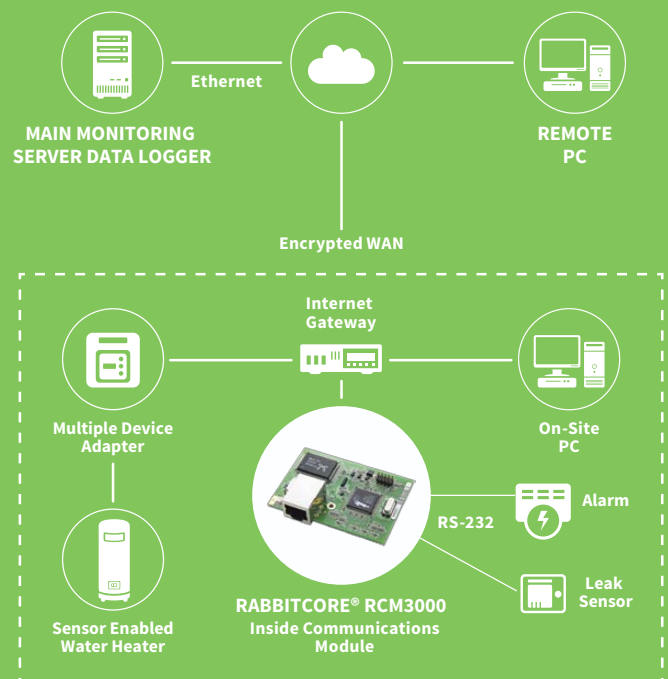 Ethernet
MAIN MONITORING
SERVER DATA LOGGER
REMOTE
PC
Encrypted WAN
Internet
Gateway
Multiple Device
Adapter
On-Site
PC
RS-232
Alarm
Leak
Sensor
Sensor Enabled
Water Heater
RABBITCORE® RCM3000
Inside Communications
Module